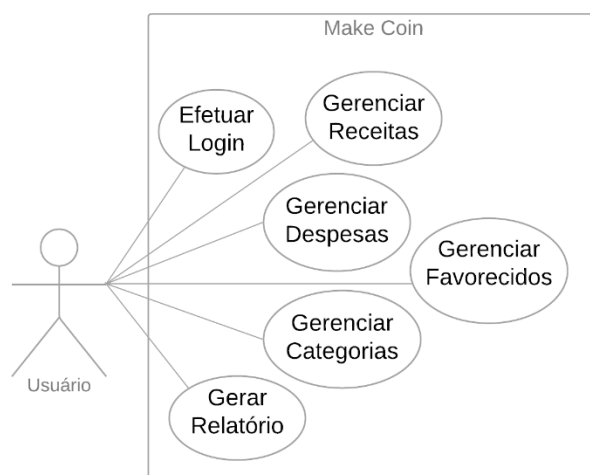 Make Coin
Efetuar
Login
Gerenciar
Receitas
Gerenciar
Despesas
Gerenciar
Favorecidos
Gerenciar
Categorias
Gerar
Relatório
Usuário